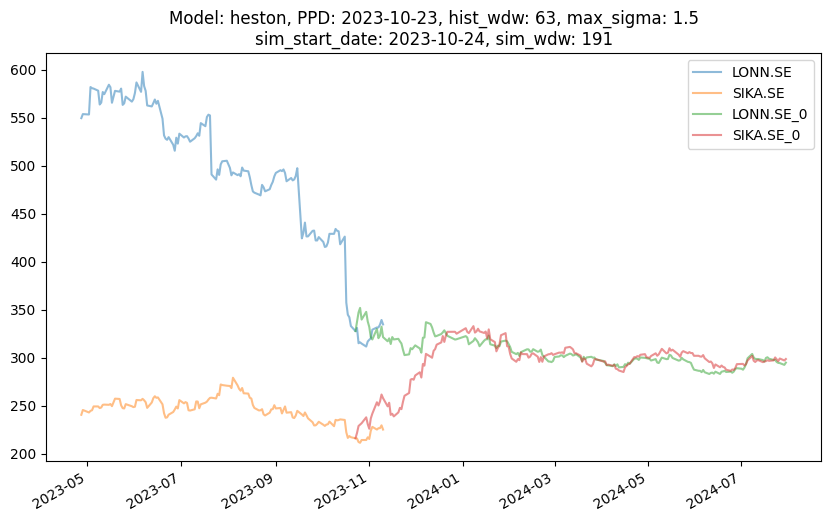 Model: heston, PPD: 2023-10-23, hist_wdw: 63, max_sigma: 1.5
sim_start_date: 2023-10-24, sim_wdw: 191
LONN.SE
SIKA.SE
LONN.SE_0
SIKA.SE_0
600
550
500
450
400
350
300
250
200
2023-05
2023-07
2023-09
2023-11
2024-01
2024-03
2024-05
2024-07